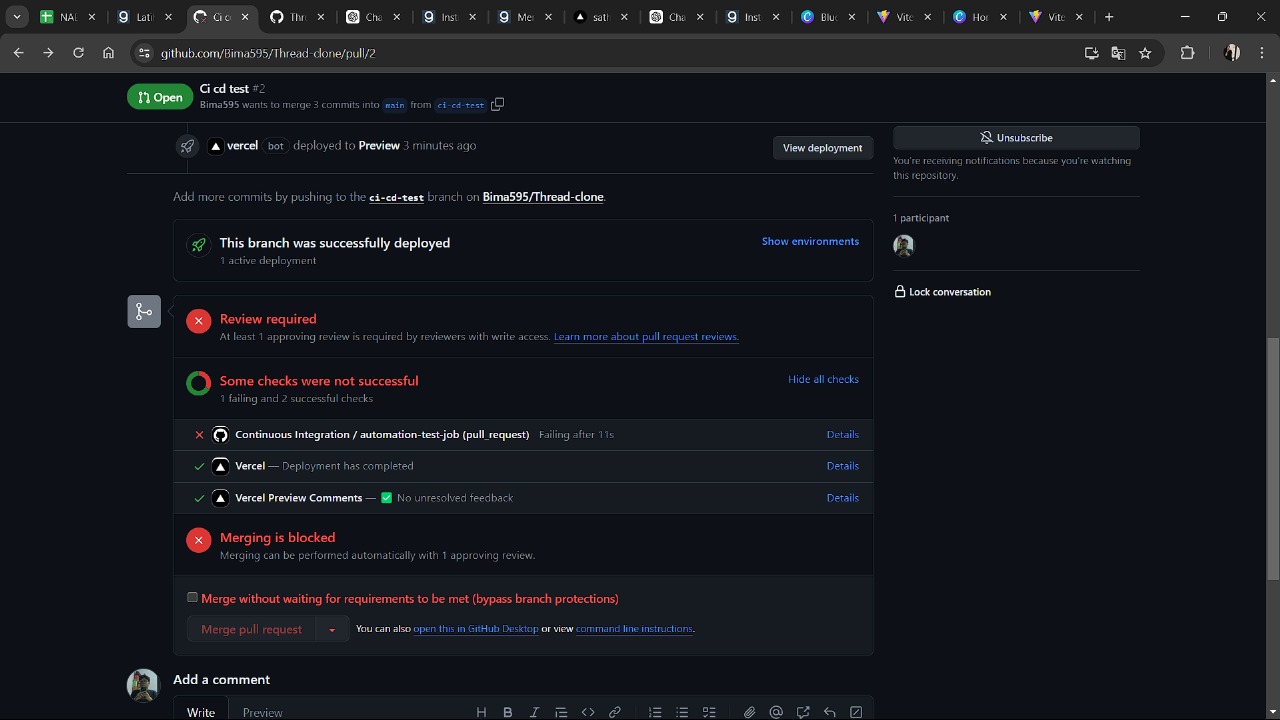 NAI
Latil
Ci c
Thr
Cha
Inst
Mer
sath
Cha
Inst
Blu
Vite
Hor
Vite
github.com/Bima595/Thread-clone/pull/2
Open
Ci cd test #2
Bima595 wants to merge 3 commits into main from ci-cd-test
vercel bot deployed to Preview 3 minutes ago
View deployment
Unsubscribe
You're receiving notifications because you're watching
this repository.
Add more commits by pushing to the ci-cd-test branch on Bima595/Thread-clone.
1 participant
This branch was successfully deployed
1 active deployment
Show environments
Lock conversation
Review required
At least 1 approving review is required by reviewers with write access. Learn more about pull request reviews.
Some checks were not successful
1 failing and 2 successful checks
Hide all checks
Continuous Integration / automation-test-job (pull_request) Failing after 11s
Details
Vercel — Deployment has completed
Details
Vercel Preview Comments — ✅ No unresolved feedback
Details
Merging is blocked
Merging can be performed automatically with 1 approving review.
Merge without waiting for requirements to be met (bypass branch protections)
Merge pull request
You can also open this in GitHub Desktop or view command line instructions.
Add a comment
Write
Preview